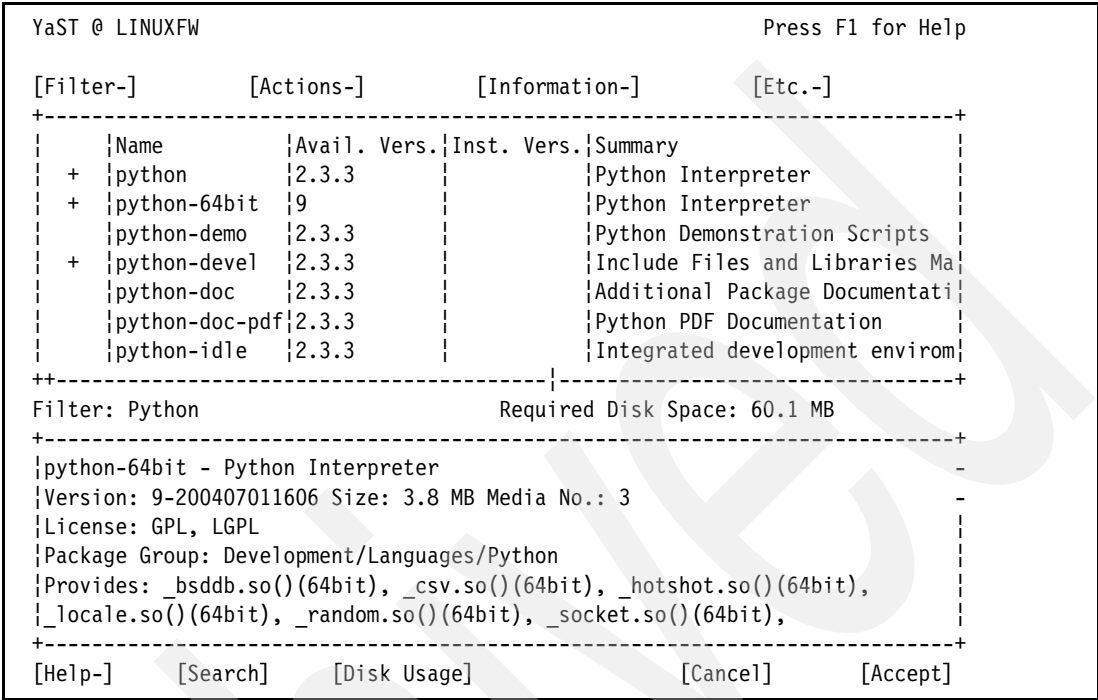 YaST @ LINUXFW Press F1 for Help
[Filter-] [Actions-] [Information-] [Etc.-]
+--------------------------------------------------------------------------+
¦ ¦Name ¦Avail. Vers.¦Inst. Vers.¦Summary ¦
¦ + ¦python ¦2.3.3 ¦ ¦Python Interpreter ¦
¦ + ¦python-64bit ¦9 ¦ ¦Python Interpreter ¦
¦ ¦python-demo ¦2.3.3 ¦ ¦Python Demonstration Scripts ¦
¦ + ¦python-devel ¦2.3.3 ¦ ¦Include Files and Libraries Ma¦
¦ ¦python-doc ¦2.3.3 ¦ ¦Additional Package Documentati¦
¦ ¦python-doc-pdf¦2.3.3 ¦ ¦Python PDF Documentation ¦
¦ ¦python-idle ¦2.3.3 ¦ ¦Integrated development envirom¦
++----------------------------------------¦--------------------------------+
Filter: Python Required Disk Space: 60.1 MB
+--------------------------------------------------------------------------+
¦python-64bit - Python Interpreter -
¦Version: 9-200407011606 Size: 3.8 MB Media No.: 3 -
¦License: GPL, LGPL ¦
¦Package Group: Development/Languages/Python ¦
¦Provides: _bsddb.so()(64bit), _csv.so()(64bit), _hotshot.so()(64bit), ¦
¦_locale.so()(64bit), _random.so()(64bit), _socket.so()(64bit), ¦
+--------------------------------------------------------------------------+
[Help-] [Search] [Disk Usage] [Cancel] [Accept]